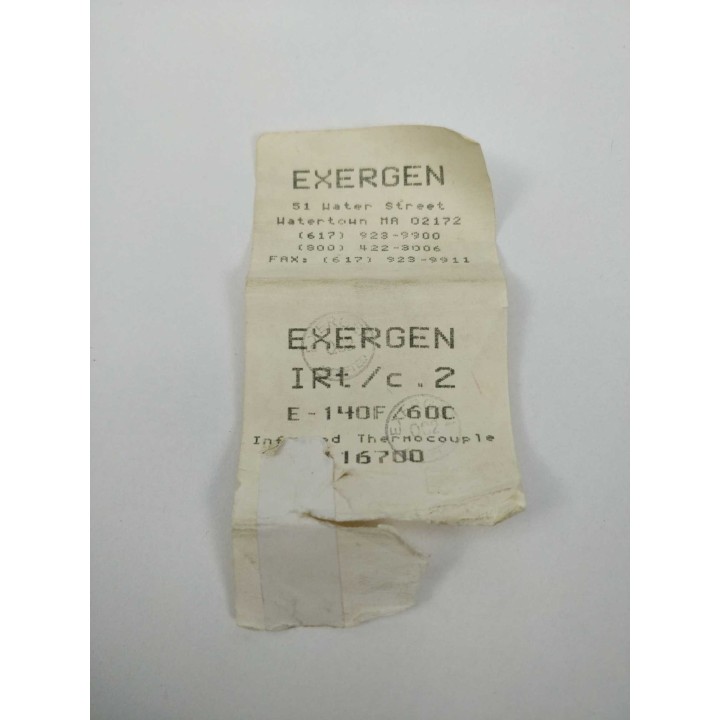 EXERGEN
51 Water Street
Watertown MA 02172
(617) 923-9900
(800) 422-3006
FAX: (617) 923-9911
EXERGEN
IRt/c .2
E-140F/60C
Thermocouple
16700